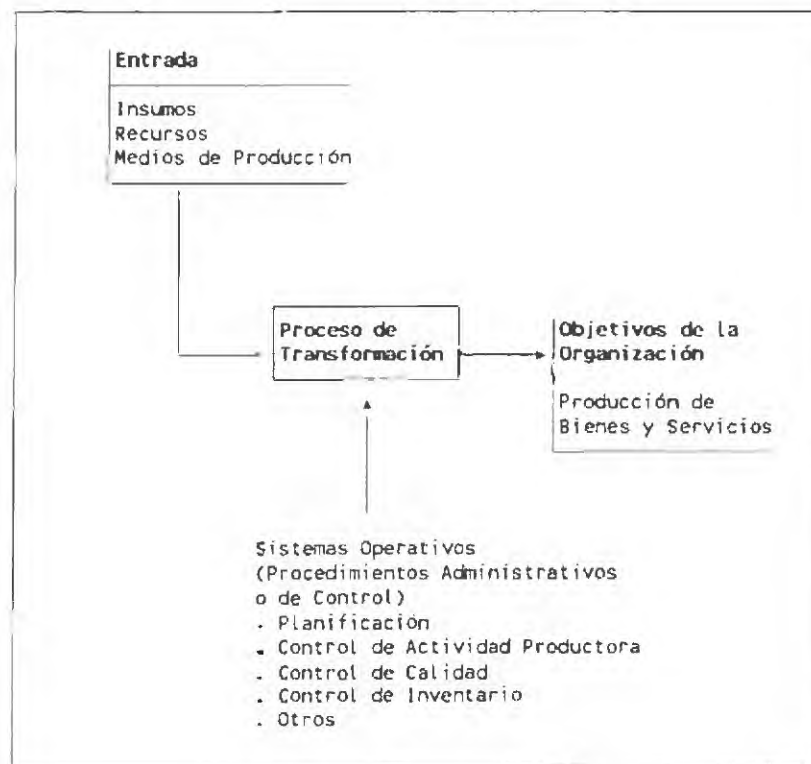 Entrada
Insumos
Recursos
Medios de Producción
Proceso de
Transformación
Objetivos de la
Organización
Producción de
Bienes y Servicios
Sistemas Operativos
(Procedimientos Administrativos
o de Control)
. Planificación
. Control de Actividad Productora
. Control de Calidad
. Control de Inventario
. Otros